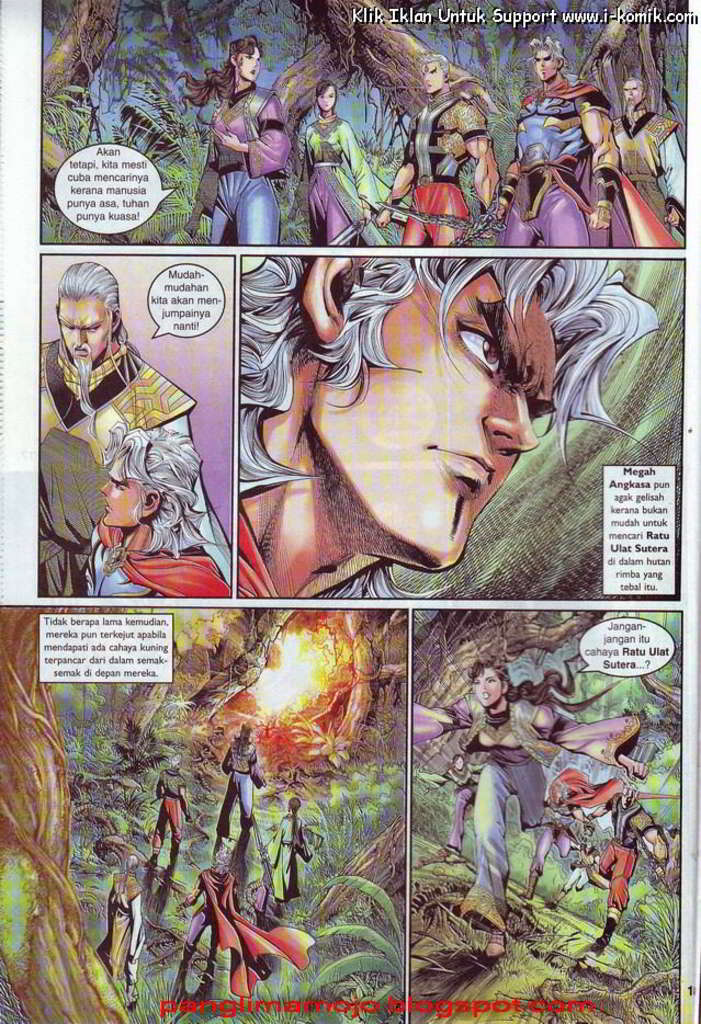 Klik Iklan Untuk Support www.i-komik.com
Akan
tetapi, kita mesti
cuba mencarinya
kerana manusia
punya asa, tuhan
punya kuasa!
Mudah-
mudahan
kita akan men-
jumpainya
nanti!
Megah
Angkasa pun
agak gelisah
kerana bukan
mudah untuk
mencari Ratu
Ulat Sutera
di dalam hutan
rimba yang
tebal itu.
Tidak berapa lama kemudian,
mereka pun terkejut apabila
mendapati ada cahaya kuning
terpancar dari dalam semak-
semak di depan mereka.
Jangan-
jangan itu
cahaya Ratu Ulat
Sutera...?
panglimamojo.blogspot.com